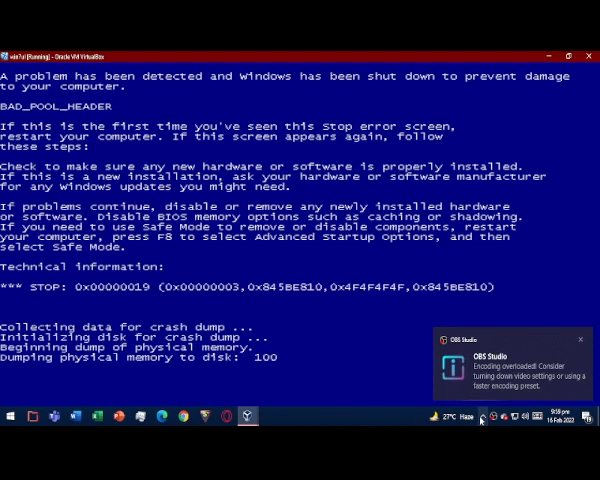 win7ul [Running] - Oracle VM VirtualBox
A problem has been detected and Windows has been shut down to prevent damage
to your computer.
BAD_POOL_HEADER
If this is the first time you've seen this Stop error screen,
restart your computer. If this screen appears again, follow
these steps:
Check to make sure any new hardware or software is properly installed.
If this is a new installation, ask your hardware or software manufacturer
for any Windows updates you might need.
If problems continue, disable or remove any newly installed hardware
or software. Disable BIOS memory options such as caching or shadowing.
If you need to use Safe Mode to remove or disable components, restart
your computer, press F8 to select Advanced Startup Options, and then
select Safe Mode.
Technical information:
*** STOP: 0x00000019 (0x00000003,0x845BE810,0x4F4F4F4F,0x845BE810)
Collecting data for crash dump ...
Initializing disk for crash dump ...
Beginning dump of physical memory.
Dumping physical memory to disk: 100
OBS Studio
OBS Studio
Encoding overloaded! Consider
turning down video settings or using a
faster encoding preset.
27°C Haze
9:59 pm
16 Feb 2022